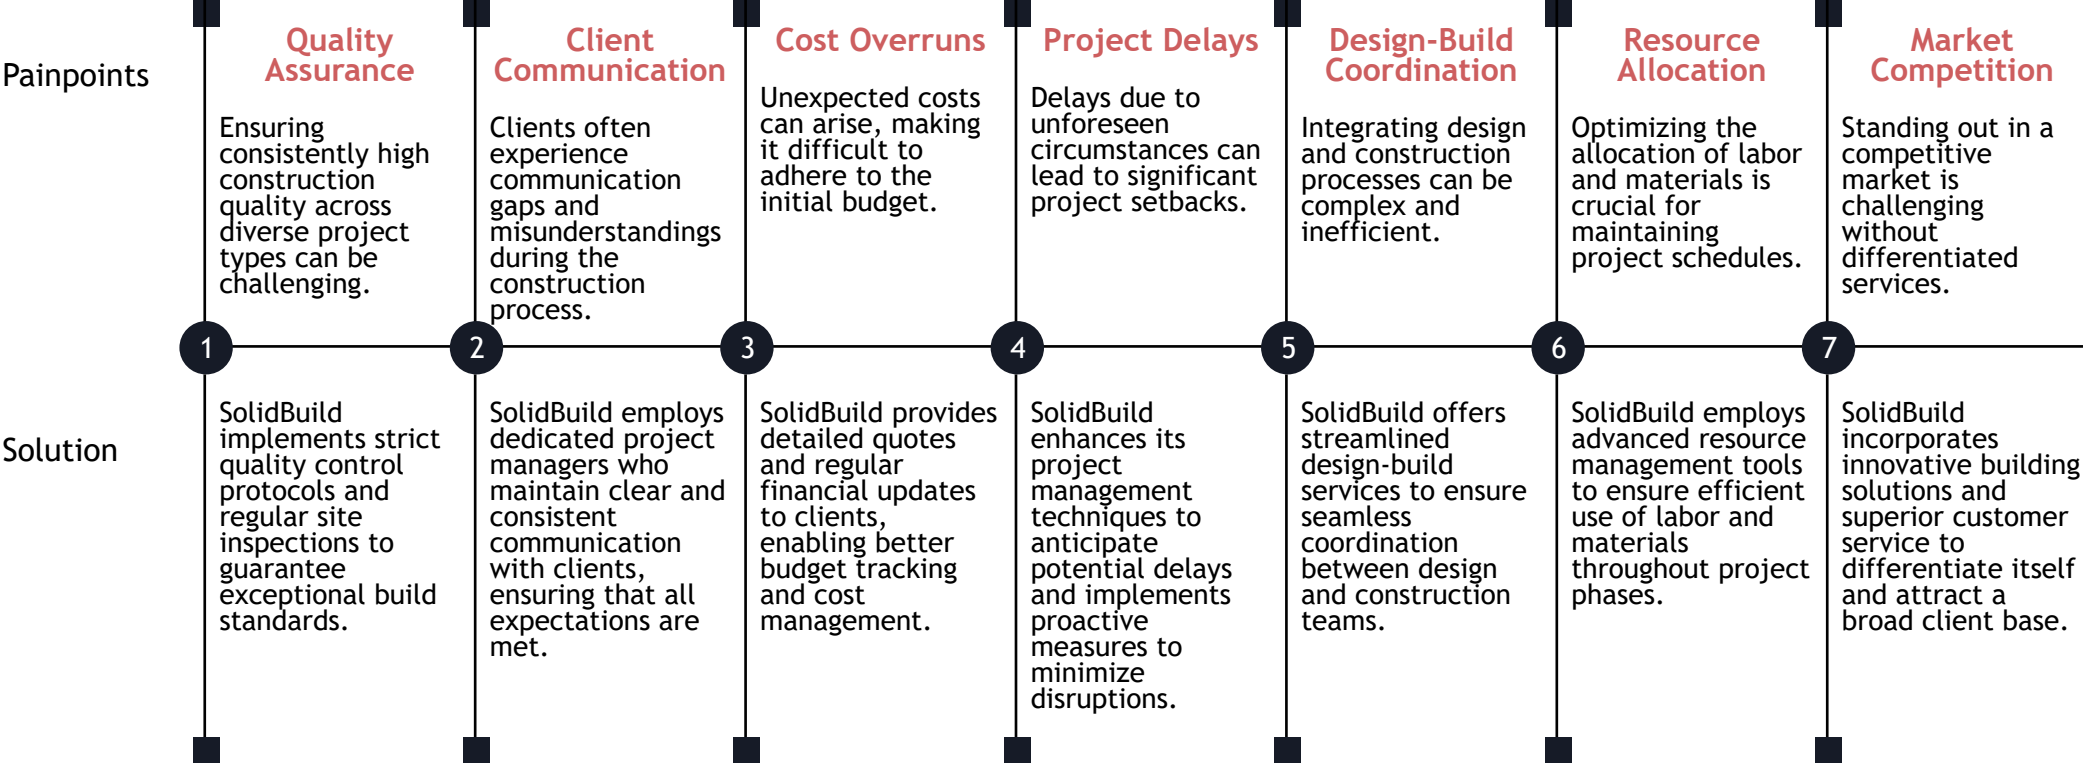 Painpoints
Quality
Assurance
Ensuring
consistently high
construction
quality across
diverse project
types can be
challenging.
Client
Communication
Clients often
experience
communication
gaps and
misunderstandings
during the
construction
process.
Cost Overruns
Unexpected costs
can arise, making
it difficult to
adhere to the
initial budget.
Project Delays
Delays due to
unforeseen
circumstances can
lead to significant
project setbacks.
Design-Build
Coordination
Integrating design
and construction
processes can be
complex and
inefficient.
Resource
Allocation
Optimizing the
allocation of labor
and materials is
crucial for
maintaining
project schedules.
Market
Competition
Standing out in a
competitive
market is
challenging
without
differentiated
services.
1
2
3
4
5
6
7
Solution
SolidBuild
implements strict
quality control
protocols and
regular site
inspections to
guarantee
exceptional build
standards.
SolidBuild employs
dedicated project
managers who
maintain clear and
consistent
communication
with clients,
ensuring that all
expectations are
met.
SolidBuild provides
detailed quotes
and regular
financial updates
to clients,
enabling better
budget tracking
and cost
management.
SolidBuild
enhances its
project
management
techniques to
anticipate
potential delays
and implements
proactive
measures to
minimize
disruptions.
SolidBuild offers
streamlined
design-build
services to ensure
seamless
coordination
between design
and construction
teams.
SolidBuild employs
advanced resource
management tools
to ensure efficient
use of labor and
materials
throughout project
phases.
SolidBuild
incorporates
innovative building
solutions and
superior customer
service to
differentiate itself
and attract a
broad client base.